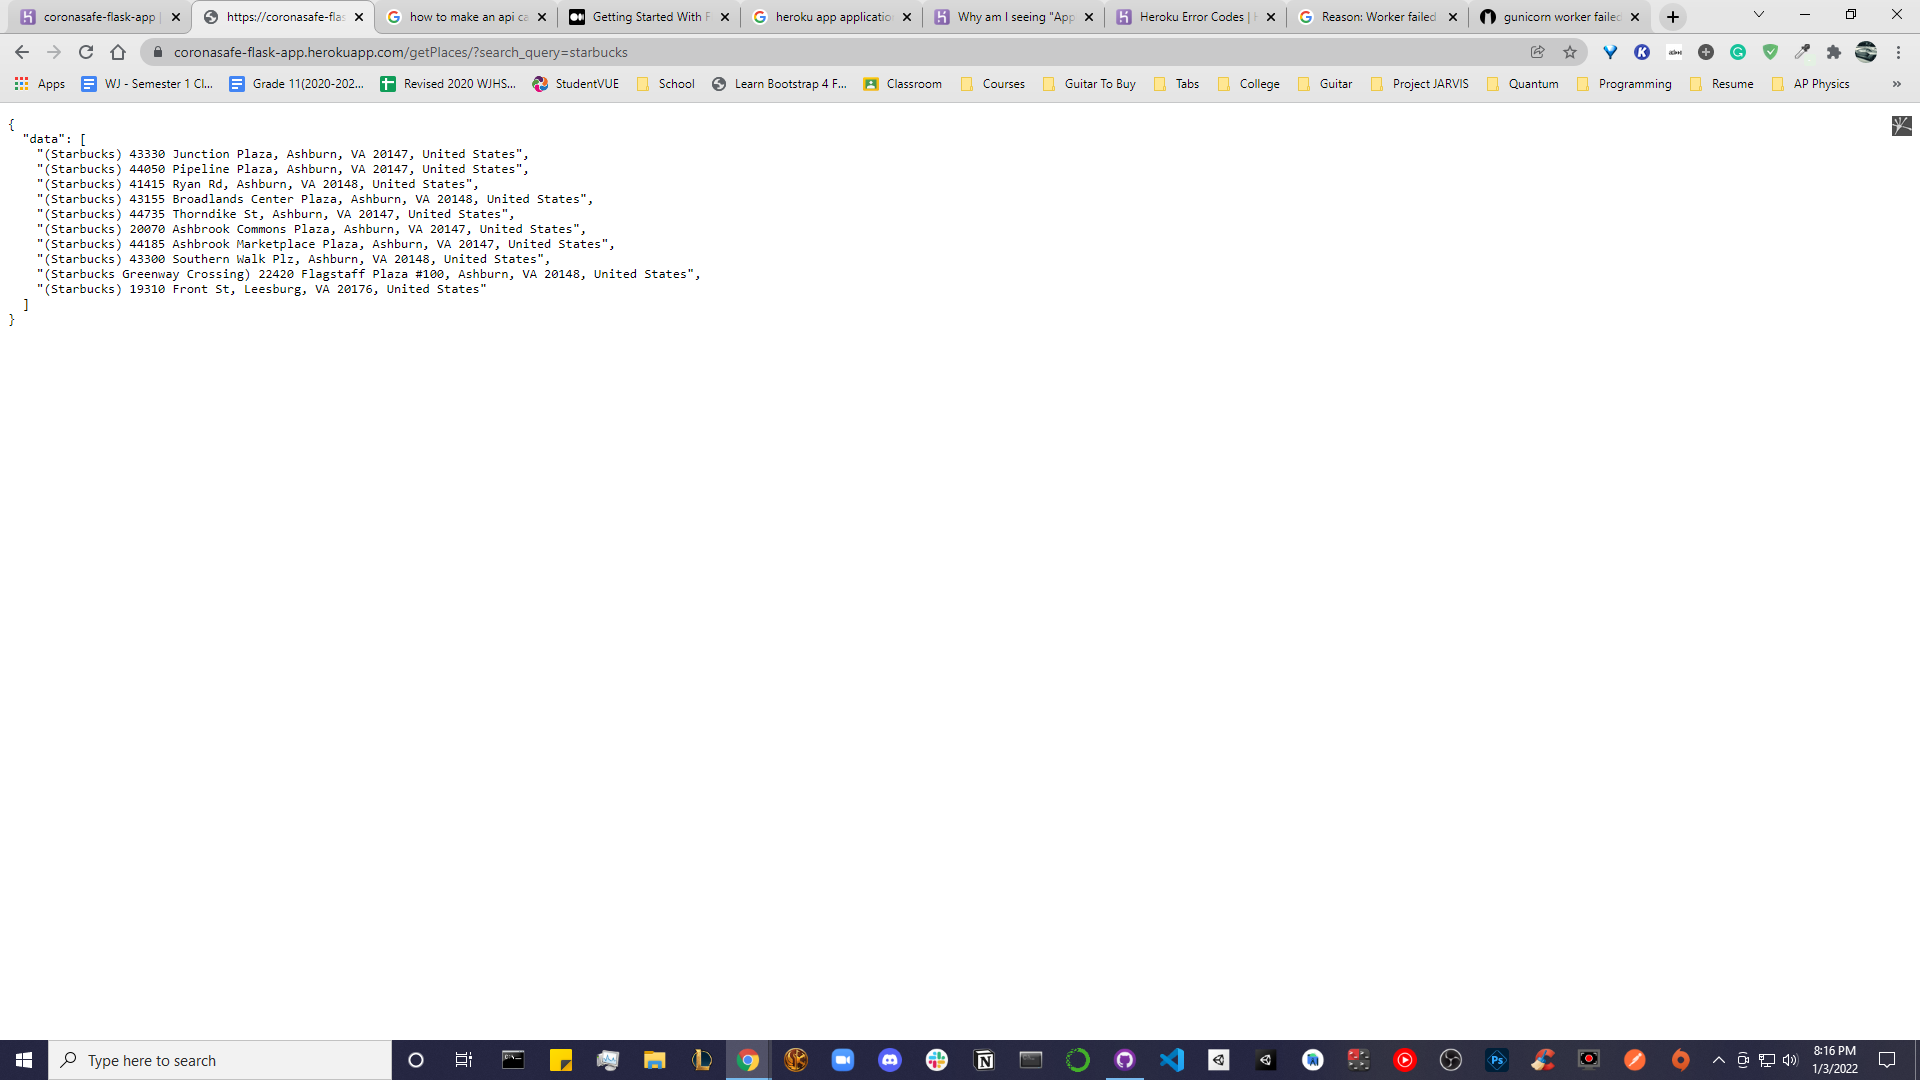 coronasafe-flask-app |
https://coronasafe-flas
how to make an api ca
Getting Started With F
heroku app application
Why am I seeing "App
Heroku Error Codes | H
Reason: Worker failed
gunicorn worker failed
coronasafe-flask-app.herokuapp.com/getPlaces/?search_query=starbucks
Apps
WJ - Semester 1 Cl...
Grade 11(2020-202...
Revised 2020 WJHS...
StudentVUE
School
Learn Bootstrap 4 F...
Classroom
Courses
Guitar To Buy
Tabs
College
Guitar
Project JARVIS
Quantum
Programming
Resume
AP Physics
»
{
"data": [
"(Starbucks) 43330 Junction Plaza, Ashburn, VA 20147, United States",
"(Starbucks) 44050 Pipeline Plaza, Ashburn, VA 20147, United States",
"(Starbucks) 41415 Ryan Rd, Ashburn, VA 20148, United States",
"(Starbucks) 43155 Broadlands Center Plaza, Ashburn, VA 20148, United States",
"(Starbucks) 44735 Thorndike St, Ashburn, VA 20147, United States",
"(Starbucks) 20070 Ashbrook Commons Plaza, Ashburn, VA 20147, United States",
"(Starbucks) 44185 Ashbrook Marketplace Plaza, Ashburn, VA 20147, United States",
"(Starbucks) 43300 Southern Walk Plz, Ashburn, VA 20148, United States",
"(Starbucks Greenway Crossing) 22420 Flagstaff Plaza #100, Ashburn, VA 20148, United States",
"(Starbucks) 19310 Front St, Leesburg, VA 20176, United States"
]
}
Type here to search
8:16 PM
1/3/2022